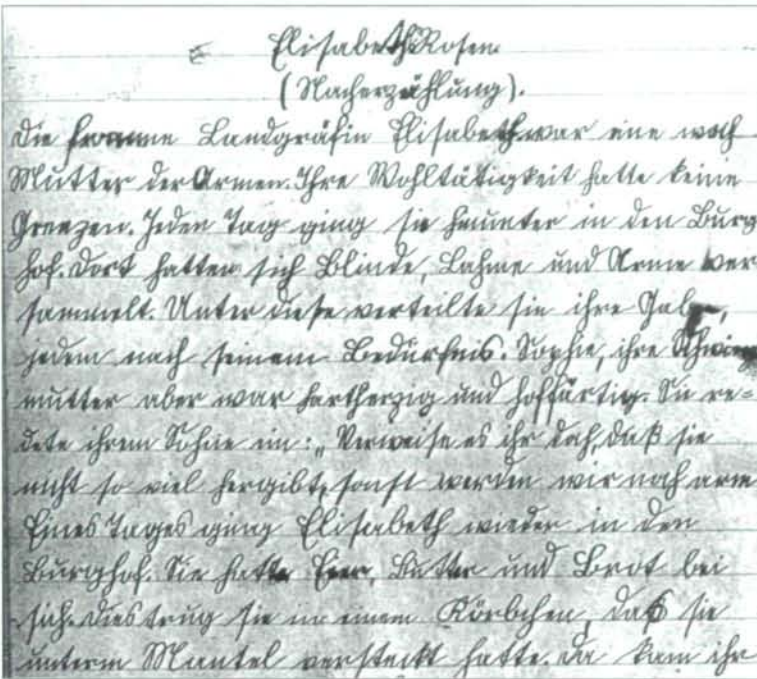 Elisabeths Rosen.
(Nacherzählung).
Die fromme Landgräfin Elisabeth war eine wah
Mutter der Armen. Ihre Wohltätigkeit hatte keine
Grenzen. Jeden Tag ging sie hinunter in den Burg
hof. Dort hatten sich Blinde, Lahme und Arme ver
sammelt. Unter diese verteilte sie ihre Gaben,
jedem nach seinem Bedürfnis. Sophie, ihre Schwieg
mutter aber war hartherzig und hoffärtig. Sie re=
dete ihrem Sohne ein: „Verweise es ihr doch, daß sie
nicht so viel hergibt, sonst werden wir noch arm
Eines Tages ging Elisabeth wieder in den
Burghof. Sie hatte Eier, Butter und Brot bei
sich. Dies trug sie in einem Körbchen, daß sie
unterm Mantel versteckt hatte. Da kam ihr